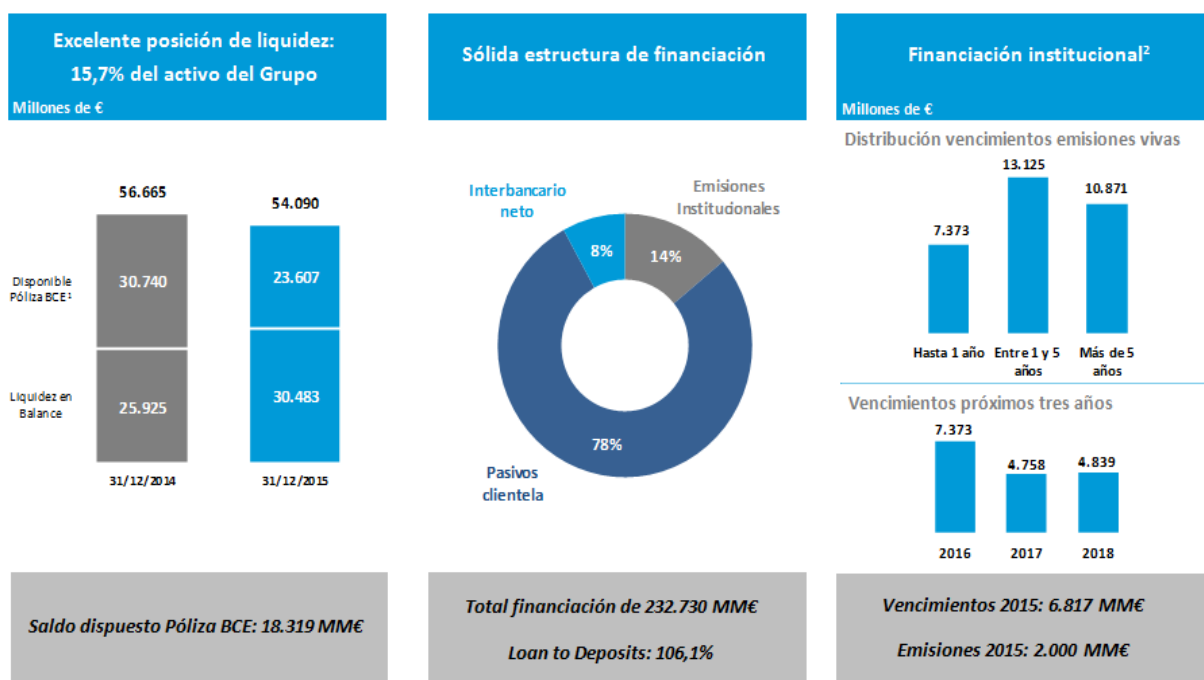 Excelente posición de liquidez:
15,7% del activo del Grupo
Millones de €
56.665
54.090
Disponible
Póliza BCE¹
30.740
23.607
Liquidez en
Balance
25.925
30.483
31/12/2014
31/12/2015
Saldo dispuesto Póliza BCE: 18.319 MM€
Sólida estructura de financiación
Interbancario
neto
Emisiones
Institucionales
8%
14%
78%
Pasivos
clientela
Total financiación de 232.730 MM€
Loan to Deposits: 106,1%
Financiación institucional²
Millones de €
Distribución vencimientos emisiones vivas
13.125
10.871
7.373
Hasta 1 año
Entre 1 y 5
años
Más de 5
años
Vencimientos próximos tres años
7.373
4.758
4.839
2016
2017
2018
Vencimientos 2015: 6.817 MM€
Emisiones 2015: 2.000 MM€